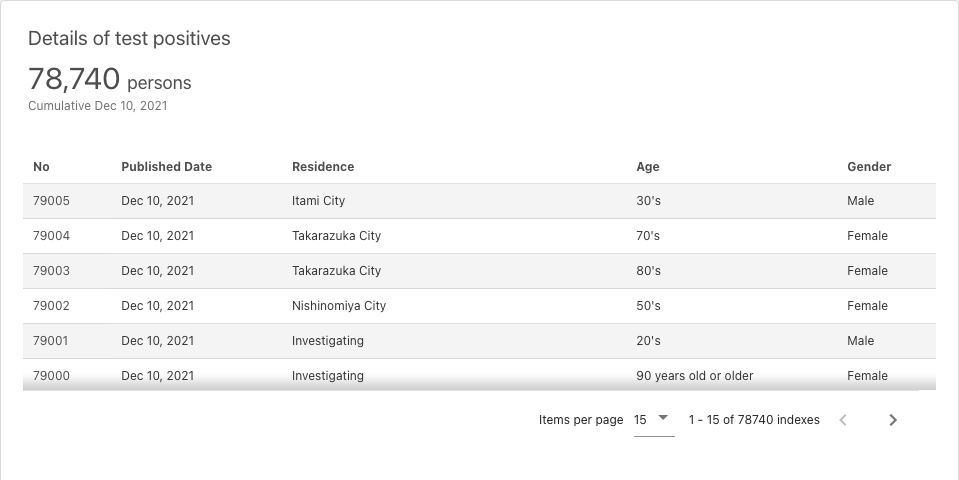 Details of test positives
78,740 persons
Cumulative Dec 10, 2021
No Published Date Residence Age Gender
79005 Dec 10, 2021 Itami City 30's Male
79004 Dec 10, 2021 Takarazuka City 70's Female
79003 Dec 10, 2021 Takarazuka City 80's Female
79002 Dec 10, 2021 Nishinomiya City 50's Female
79001 Dec 10, 2021 Investigating 20's Male
79000 Dec 10, 2021 Investigating 90 years old or older Female
Items per page 15 1 - 15 of 78740 indexes